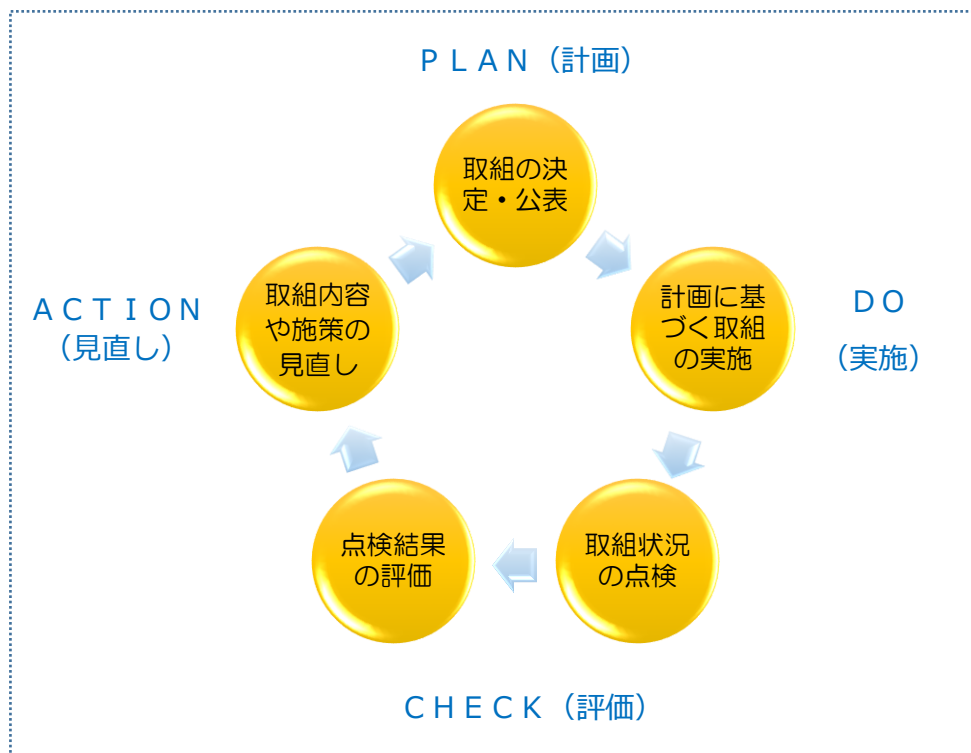 ＰＬＡＮ（計画）
取組の決
定・公表
計画に基
づく取組
の実施
ＤＯ
（実施）
取組状況
の点検
ＣＨＥＣＫ（評価）
点検結果
の評価
取組内容
や施策の
見直し
ＡＣＴＩＯＮ
（見直し）